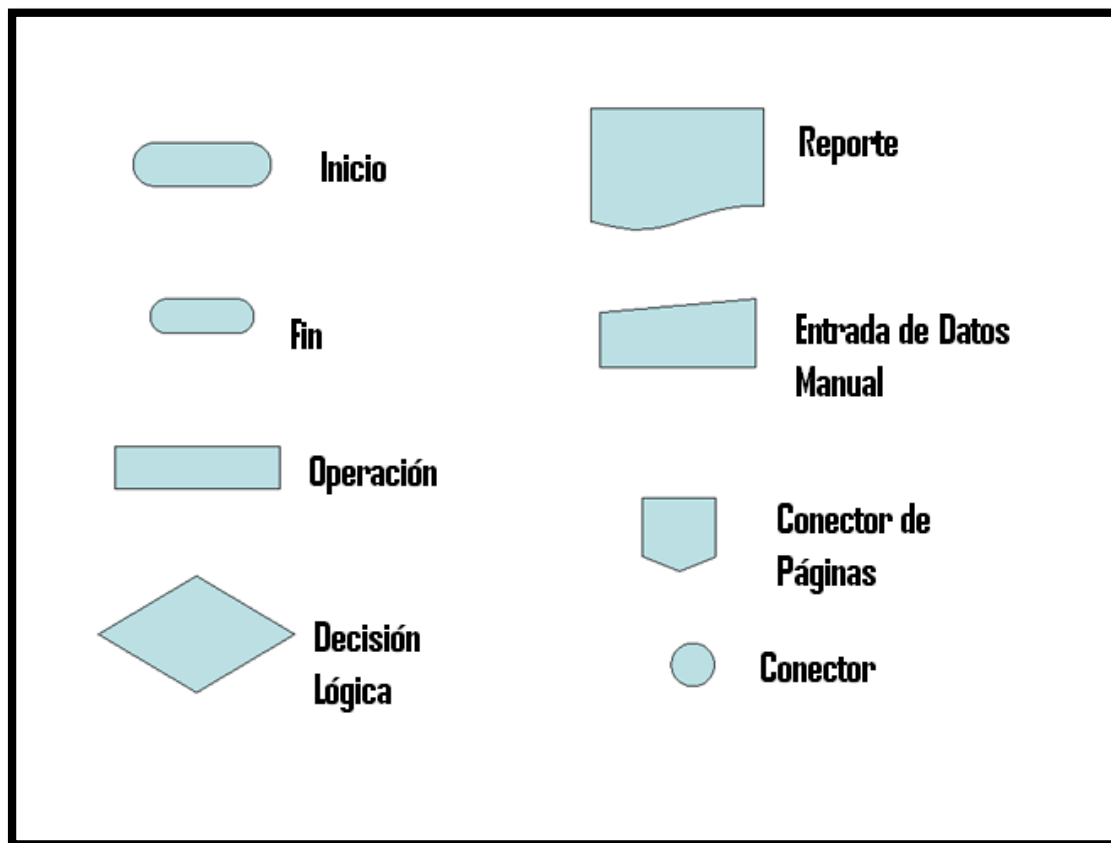 Inicio
Fin
Operación
Decisión
Lógica
Reporte
Entrada de Datos
Manual
Conector de
Páginas
Conector